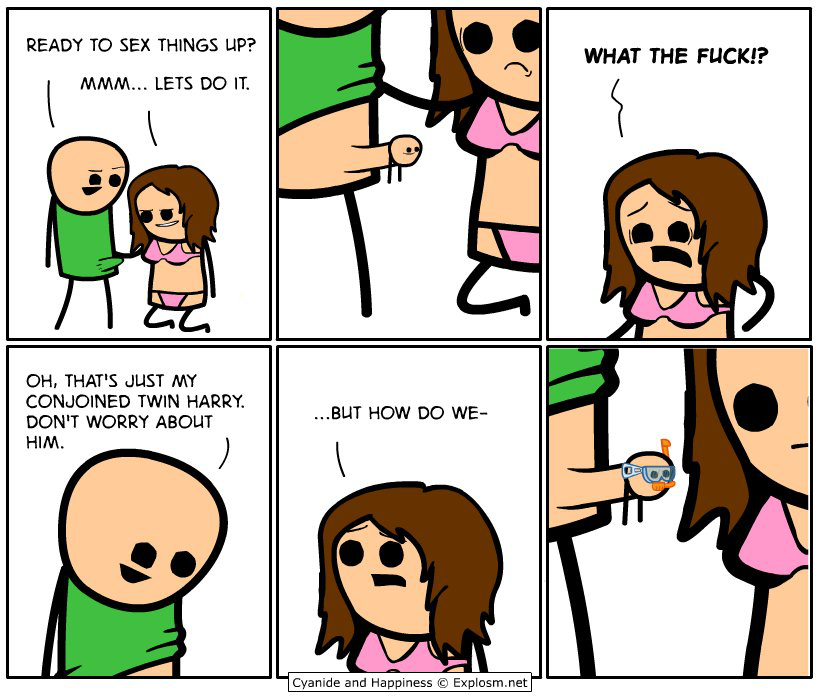 READY TO SEX THINGS UP?
MMM... LETS DO IT.
WHAT THE FUCK!?
OH, THAT'S JUST MY
CONJOINED TWIN HARRY.
DON'T WORRY ABOUT
HIM.
...BUT HOW DO WE-
Cyanide and Happiness © Explosm.net